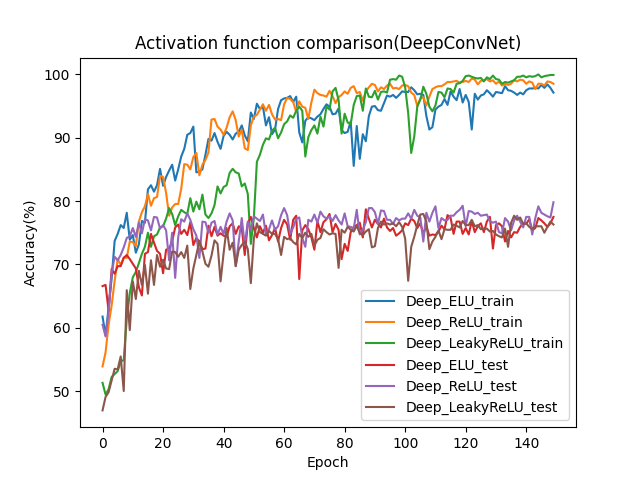 Activation function comparison(DeepConvNet)
Accuracy(%)
100
90
80
70
60
50
0 20 40 60 80 100 120 140
Epoch
Deep_ELU_train
Deep_ReLU_train
Deep_LeakyReLU_train
Deep_ELU_test
Deep_ReLU_test
Deep_LeakyReLU_test